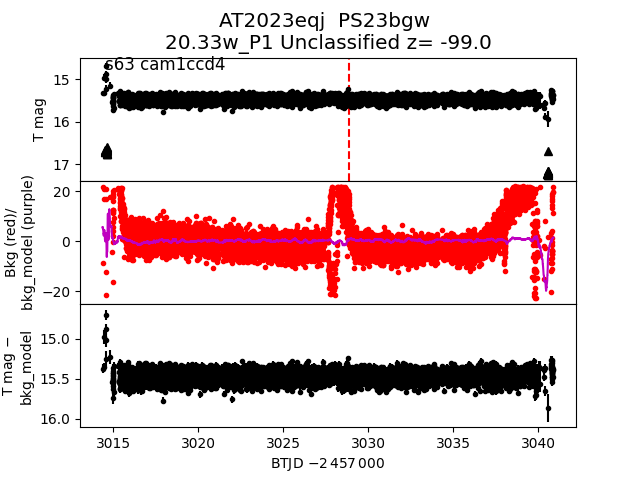 AT2023eqj PS23bgw
20.33w_P1 Unclassified z= -99.0
s63 cam1ccd4
15
16
17
T mag
20
0
−20
Bkg (red)/
bkg_model (purple)
15.0
15.5
16.0
T mag −
bkg_model
3015 3020 3025 3030 3035 3040
BTJD −2 457 000